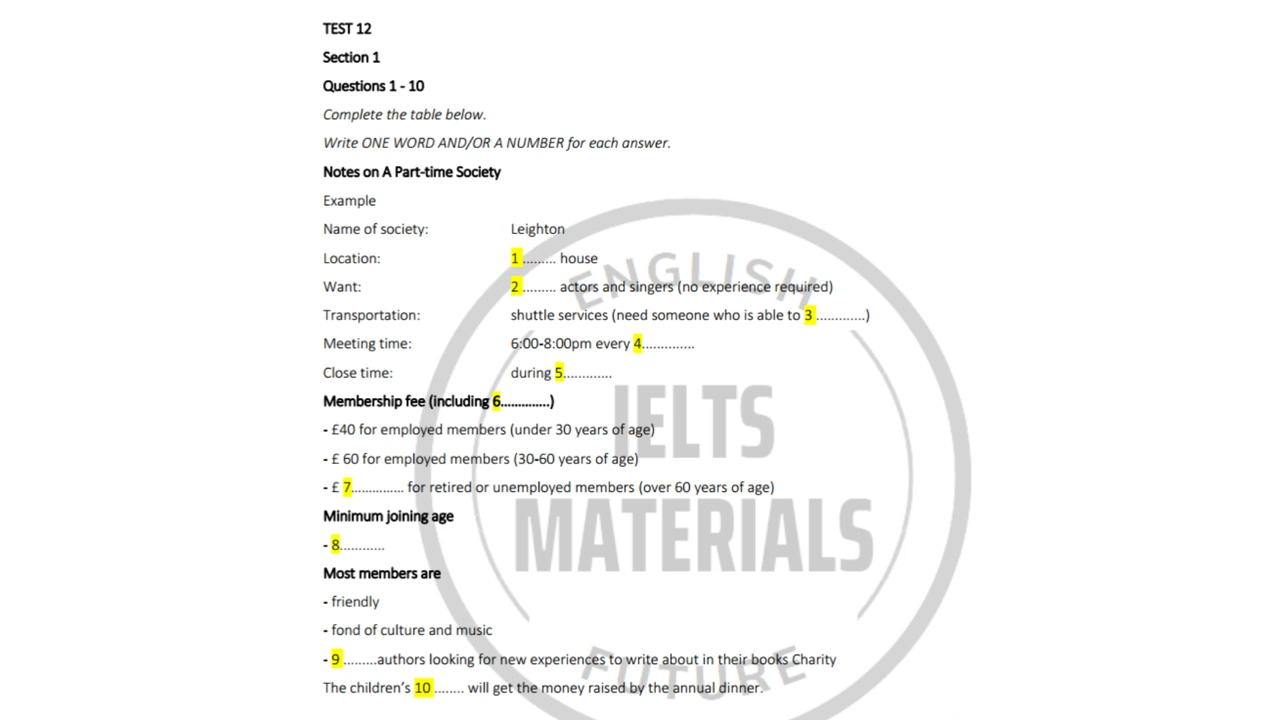 TEST 12
Section 1
Questions 1 - 10
Complete the table below.
Write ONE WORD AND/OR A NUMBER for each answer.
Notes on A Part-time Society
Example
Name of society: Leighton
Location: 1......... house
Want: 2......... actors and singers (no experience required)
Transportation: shuttle services (need someone who is able to 3.............)
Meeting time: 6:00-8:00pm every 4..............
Close time: during 5.............
Membership fee (including 6.............)
- £40 for employed members (under 30 years of age)
- £ 60 for employed members (30-60 years of age)
- £ 7.............. for retired or unemployed members (over 60 years of age)
Minimum joining age
- 8............
Most members are
- friendly
- fond of culture and music
- 9.........authors looking for new experiences to write about in their books Charity
The children's 10........ will get the money raised by the annual dinner.
ENGLISH
IELTS
MATERIALS
FUTURE